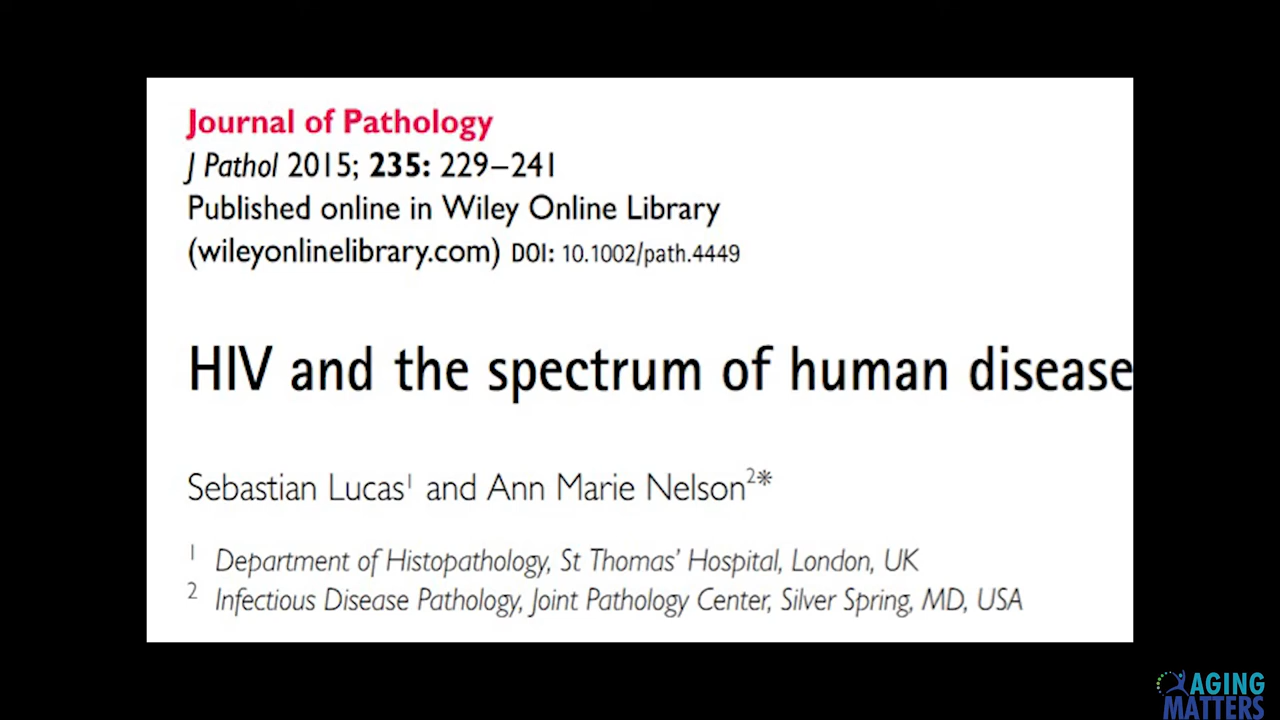 Journal of Pathology
J Pathol 2015; 235: 229–241
Published online in Wiley Online Library
(wileyonlinelibrary.com) DOI: 10.1002/path.4449
HIV and the spectrum of human disease
Sebastian Lucas1 and Ann Marie Nelson2*
1 Department of Histopathology, St Thomas’ Hospital, London, UK
2 Infectious Disease Pathology, Joint Pathology Center, Silver Spring, MD, USA
AGING
MATTERS